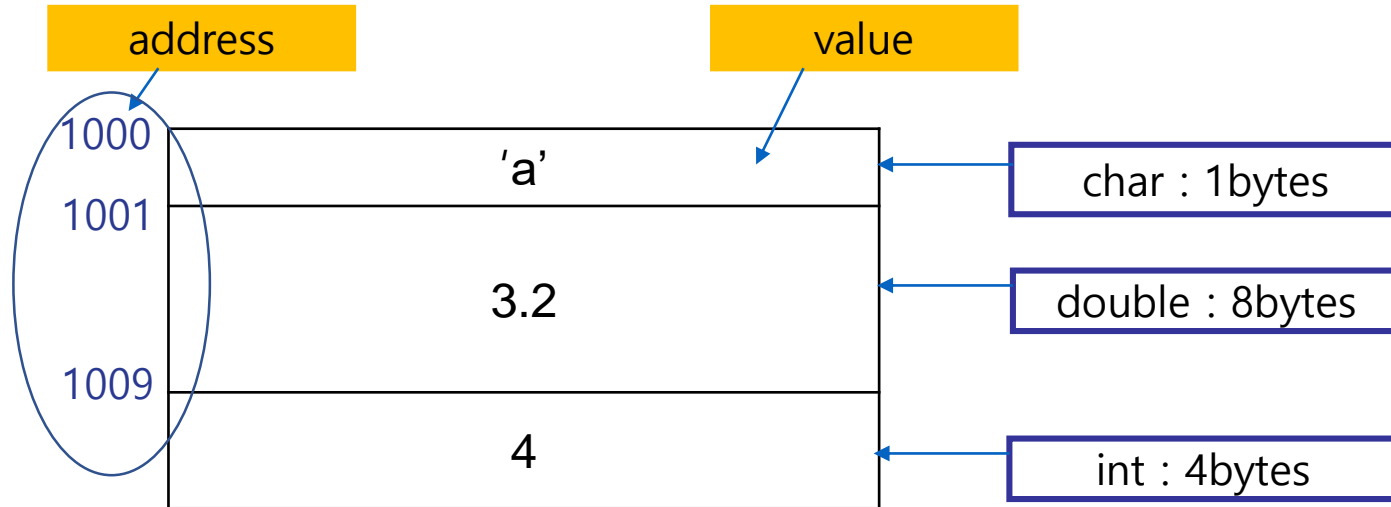 address
value
1000
'a'
char : 1bytes
1001
3.2
double : 8bytes
1009
4
int : 4bytes